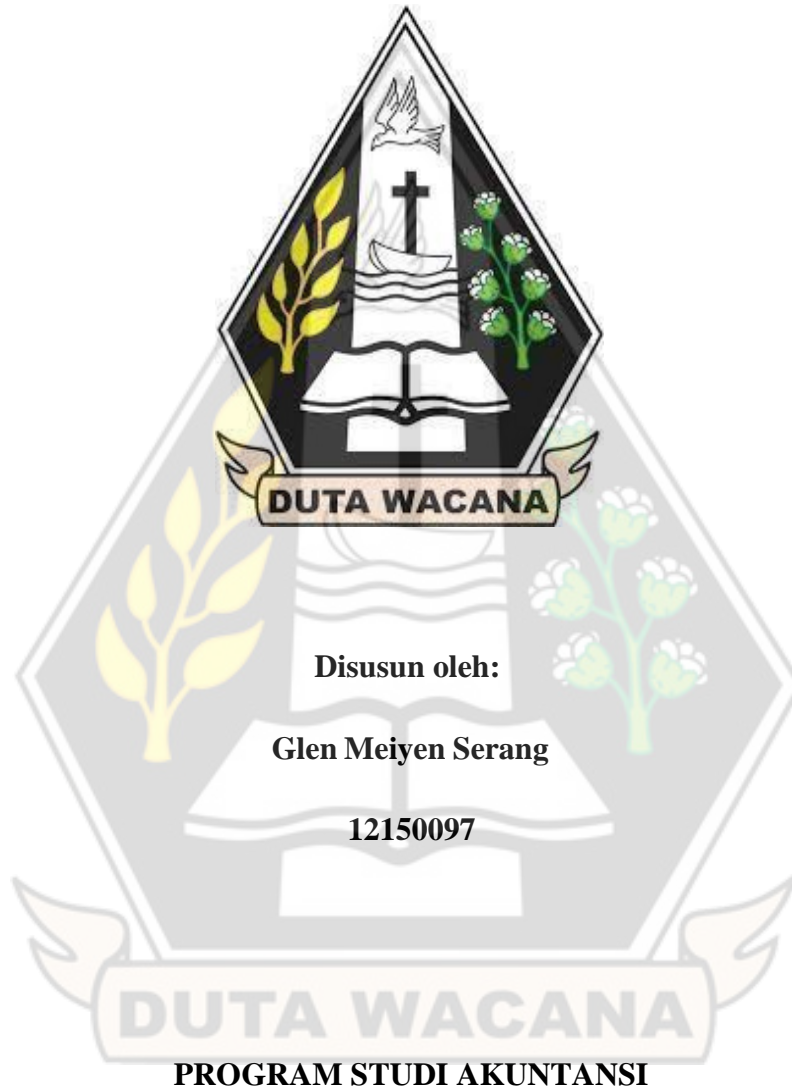 DUTA WACANA
Disusun oleh:
Glen Meiyen Serang
12150097
DUTA WACANA
PROGRAM STUDI AKUNTANSI